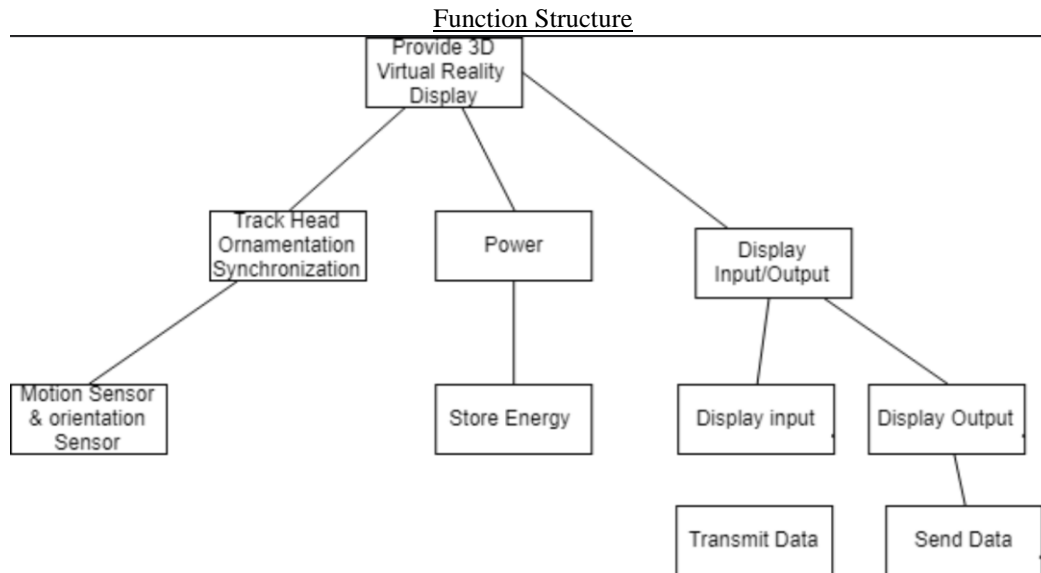 Function Structure
Provide 3D
Virtual Reality
Display
Track Head
Ornamentation
Synchronization
Power
Display
Input/Output
Motion Sensor
& orientation
Sensor
Store Energy
Display input
Display Output
Transmit Data
Send Data